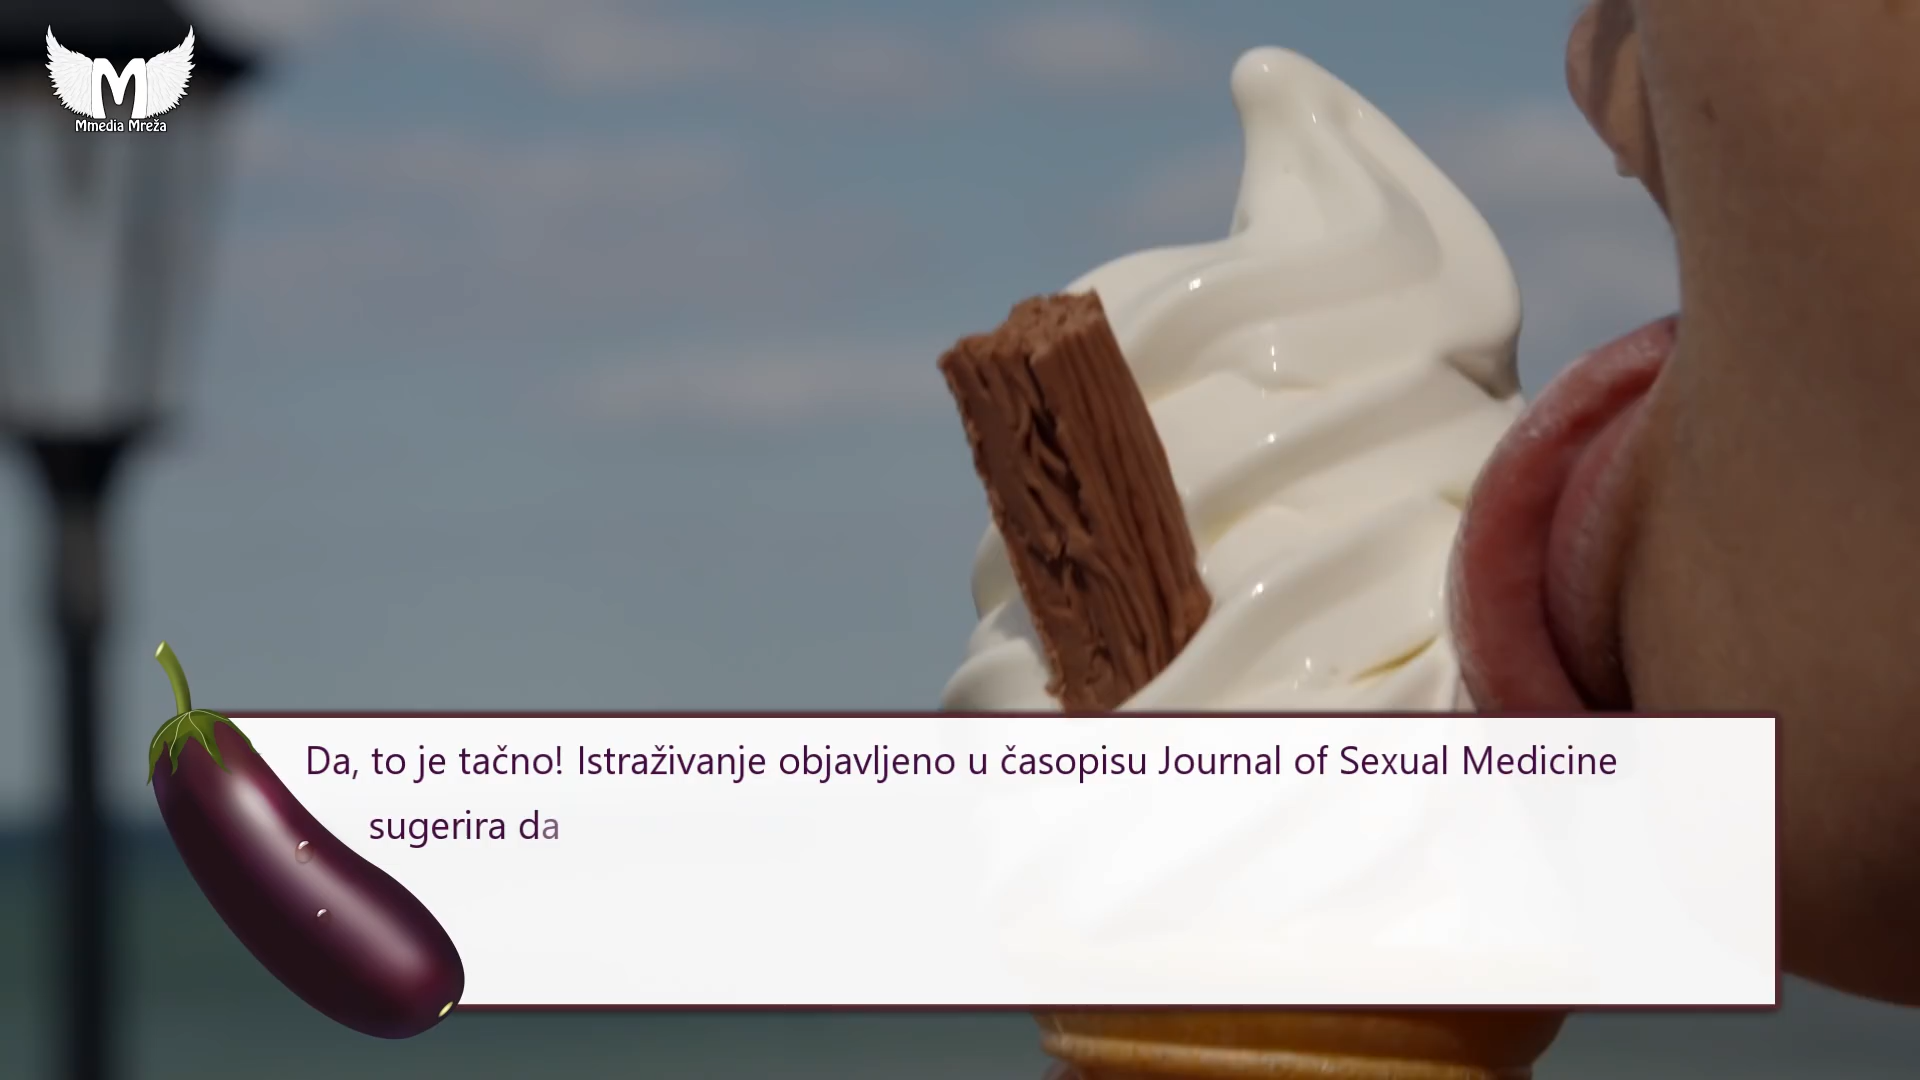 M
Mmedia Mreža
Da, to je tačno! Istraživanje objavljeno u časopisu Journal of Sexual Medicine
sugerira da